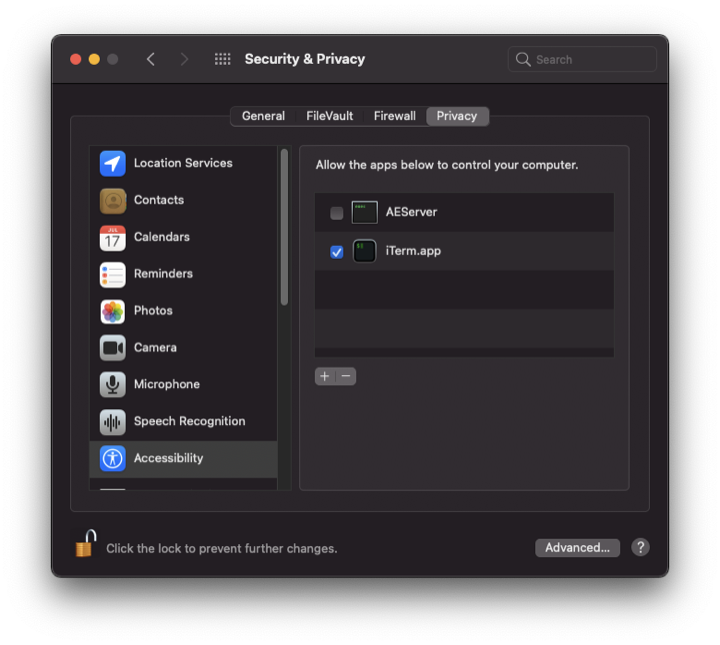 Security & Privacy
Search
General FileVault Firewall Privacy
Location Services
Contacts
JUL
17
Calendars
Reminders
Photos
Camera
Microphone
Speech Recognition
Accessibility
Allow the apps below to control your computer.
AEServer
$
iTerm.app
+ −
Click the lock to prevent further changes.
Advanced...
?